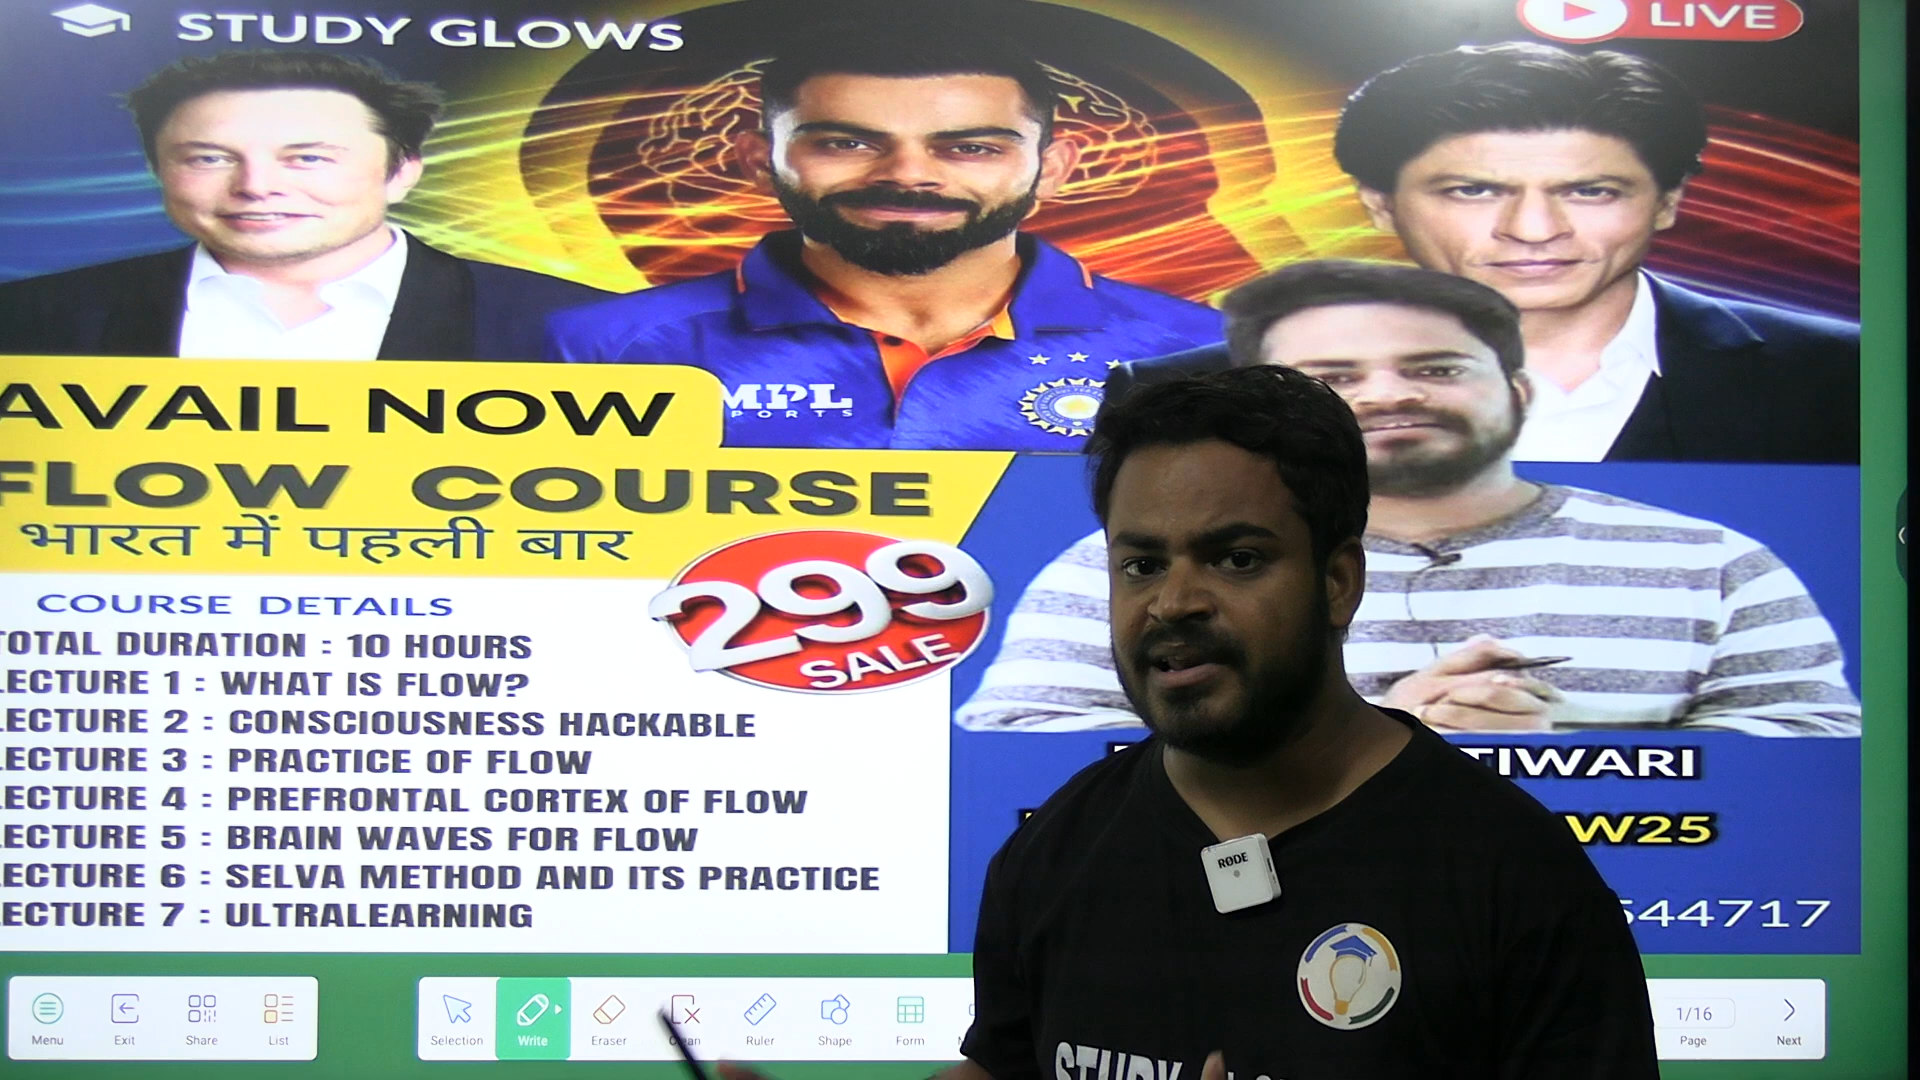 STUDY GLOWS
LIVE
MPL
SPORTS
AVAIL NOW
FLOW COURSE
भारत में पहली बार
299
SALE
COURSE DETAILS
TOTAL DURATION : 10 HOURS
LECTURE 1 : WHAT IS FLOW?
LECTURE 2 : CONSCIOUSNESS HACKABLE
LECTURE 3 : PRACTICE OF FLOW
LECTURE 4 : PREFRONTAL CORTEX OF FLOW
LECTURE 5 : BRAIN WAVES FOR FLOW
LECTURE 6 : SELVA METHOD AND ITS PRACTICE
LECTURE 7 : ULTRALEARNING
TIWARI
W25
544717
RØDE
STUDY
Menu Exit Share List
Selection Write Eraser Clean Ruler Shape Form
1/16
Page Next